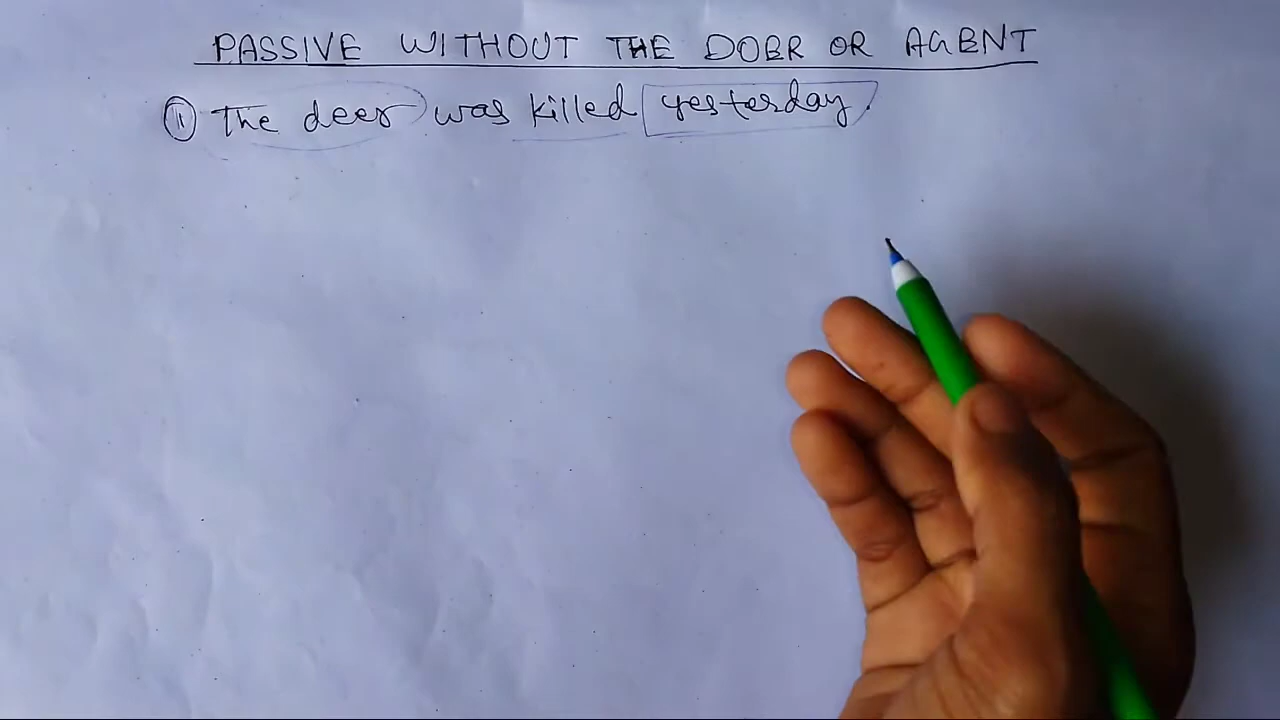 PASSIVE WITHOUT THE DOER OR AGENT
① The deer was killed yesterday.